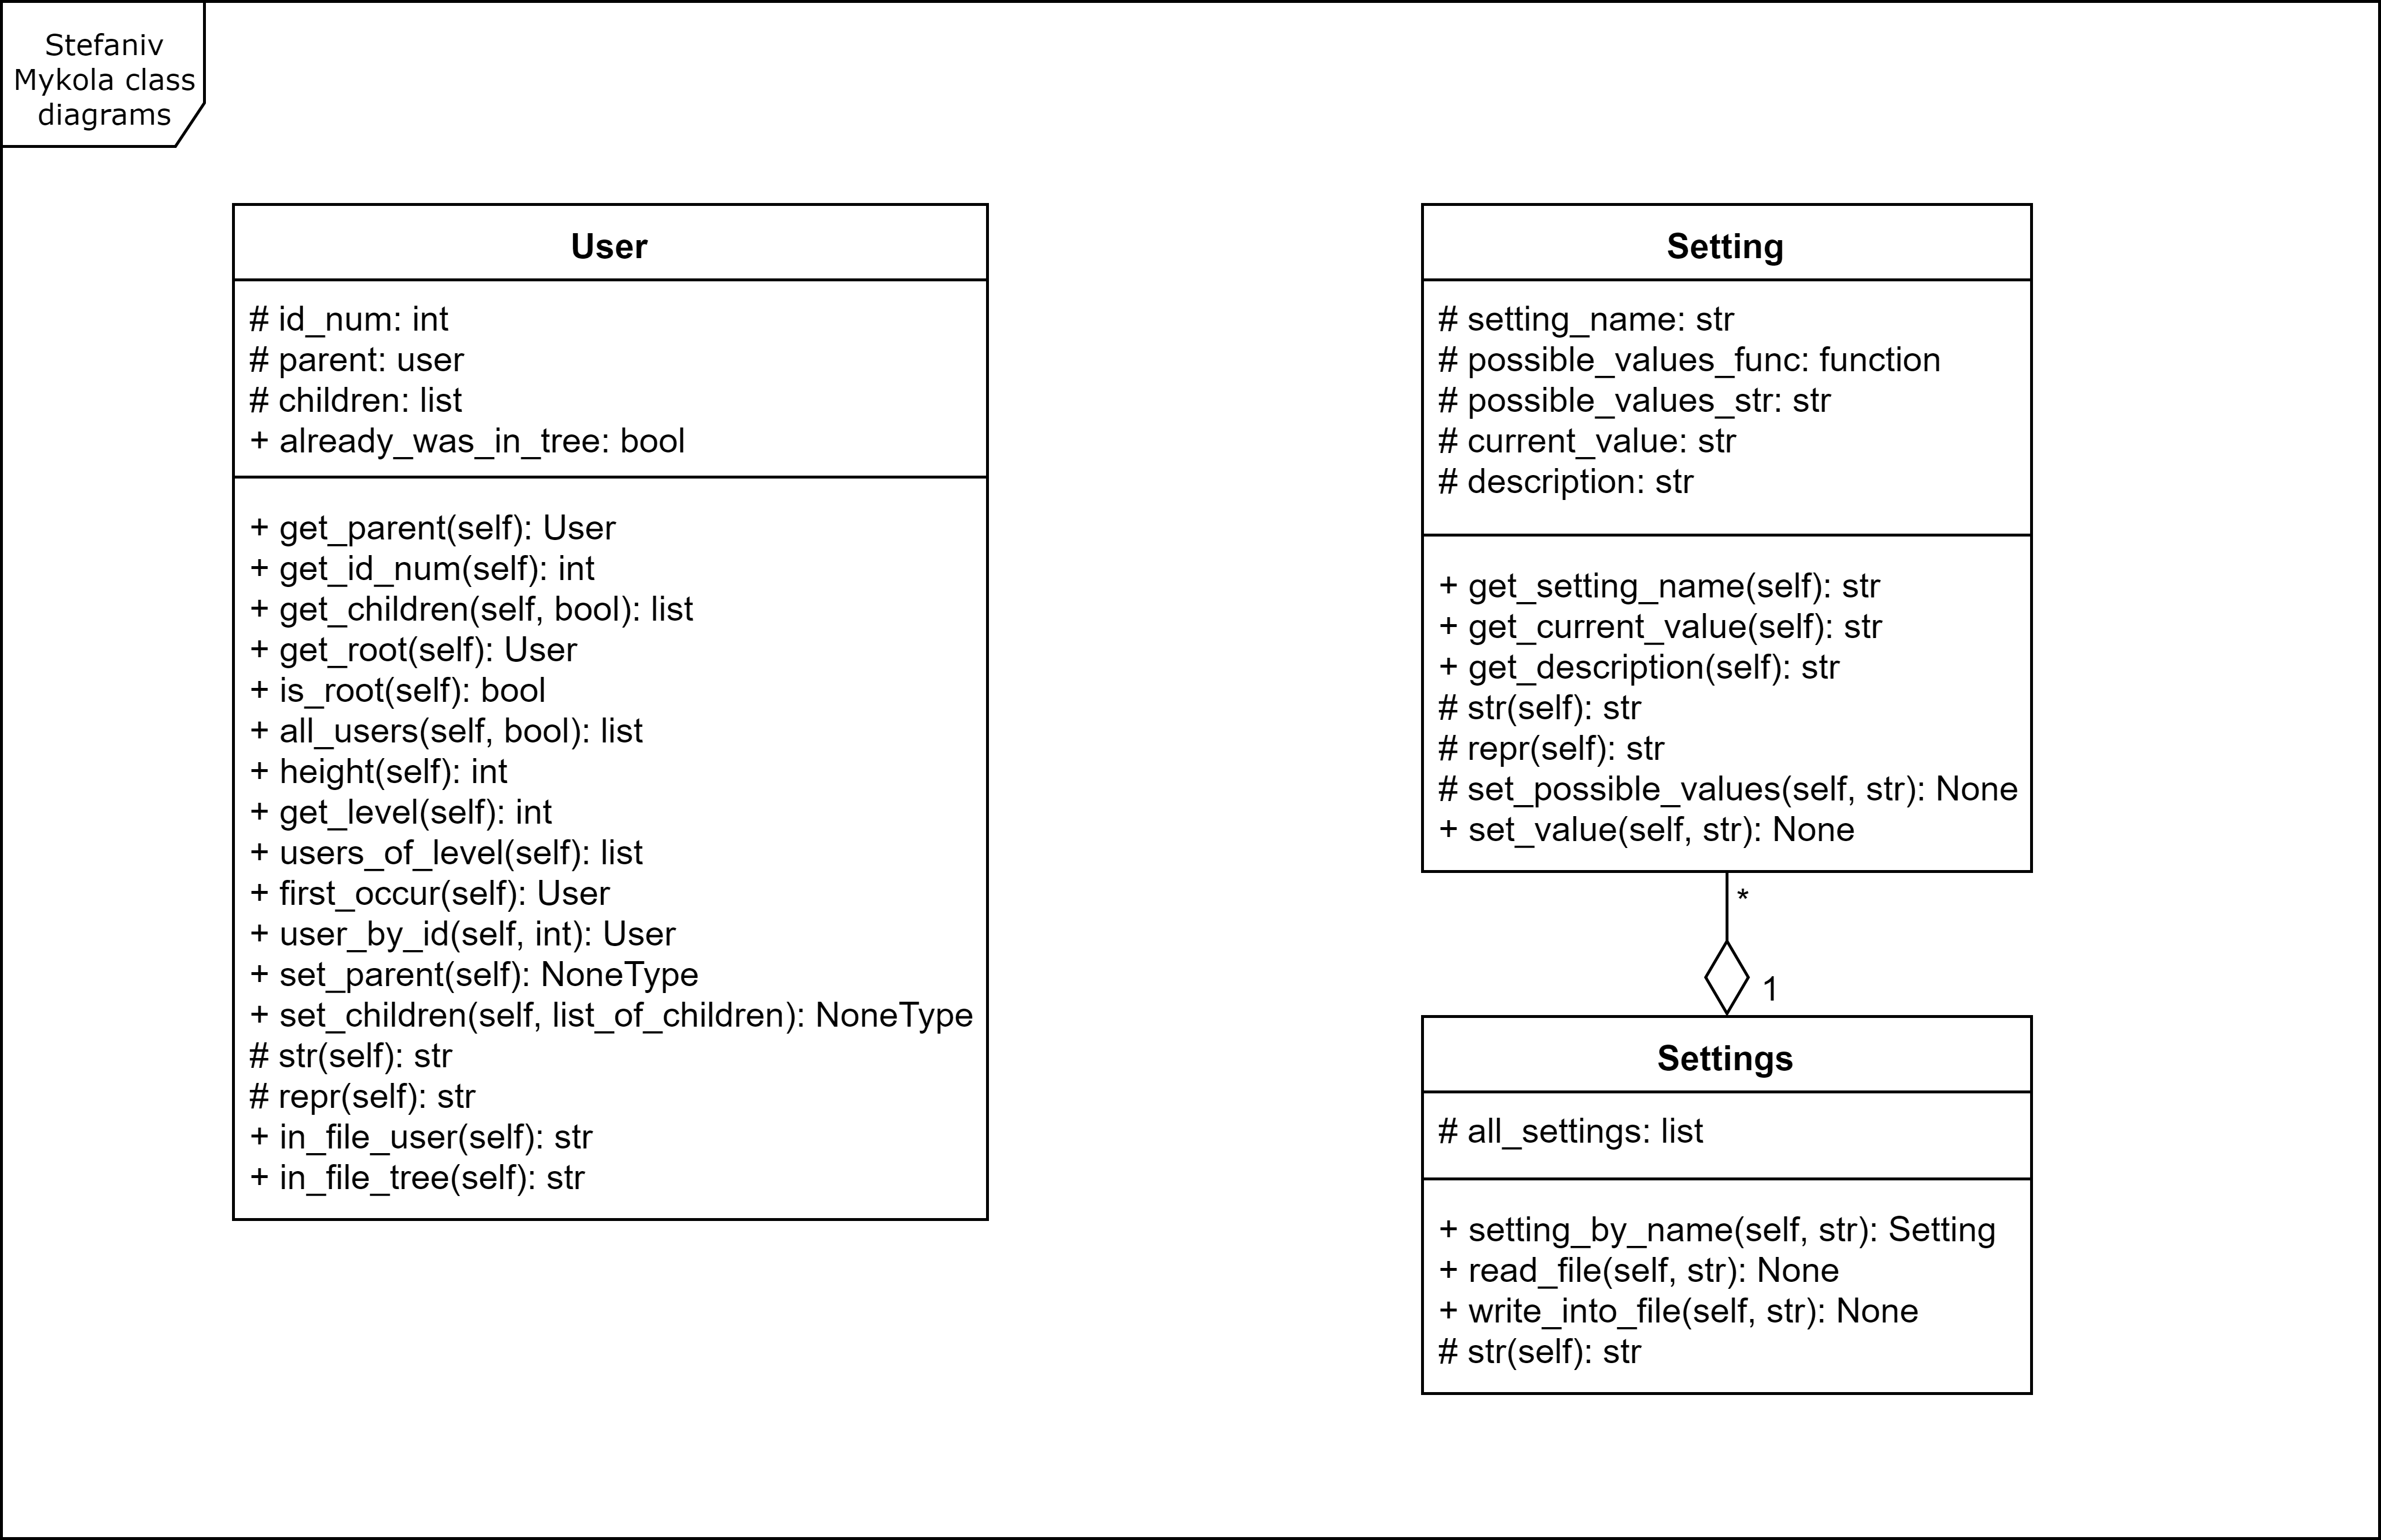 Stefaniv
Mykola class
diagrams
User
# id_num: int
# parent: user
# children: list
+ already_was_in_tree: bool
+ get_parent(self): User
+ get_id_num(self): int
+ get_children(self, bool): list
+ get_root(self): User
+ is_root(self): bool
+ all_users(self, bool): list
+ height(self): int
+ get_level(self): int
+ users_of_level(self): list
+ first_occur(self): User
+ user_by_id(self, int): User
+ set_parent(self): NoneType
+ set_children(self, list_of_children): NoneType
# str(self): str
# repr(self): str
+ in_file_user(self): str
+ in_file_tree(self): str
Setting
# setting_name: str
# possible_values_func: function
# possible_values_str: str
# current_value: str
# description: str
+ get_setting_name(self): str
+ get_current_value(self): str
+ get_description(self): str
# str(self): str
# repr(self): str
# set_possible_values(self, str): None
+ set_value(self, str): None
*
1
Settings
# all_settings: list
+ setting_by_name(self, str): Setting
+ read_file(self, str): None
+ write_into_file(self, str): None
# str(self): str